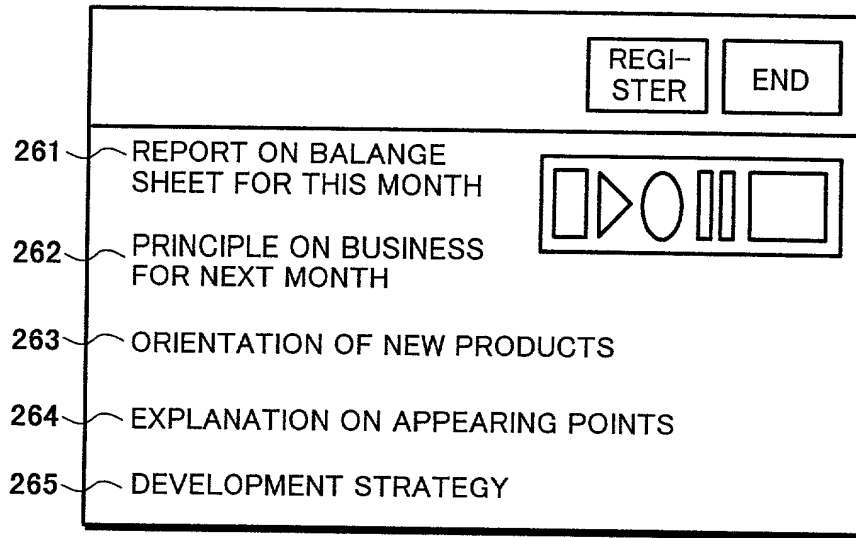 REGI-
STER
END
261 REPORT ON BALANGE
SHEET FOR THIS MONTH
262 PRINCIPLE ON BUSINESS
FOR NEXT MONTH
263 ORIENTATION OF NEW PRODUCTS
264 EXPLANATION ON APPEARING POINTS
265 DEVELOPMENT STRATEGY